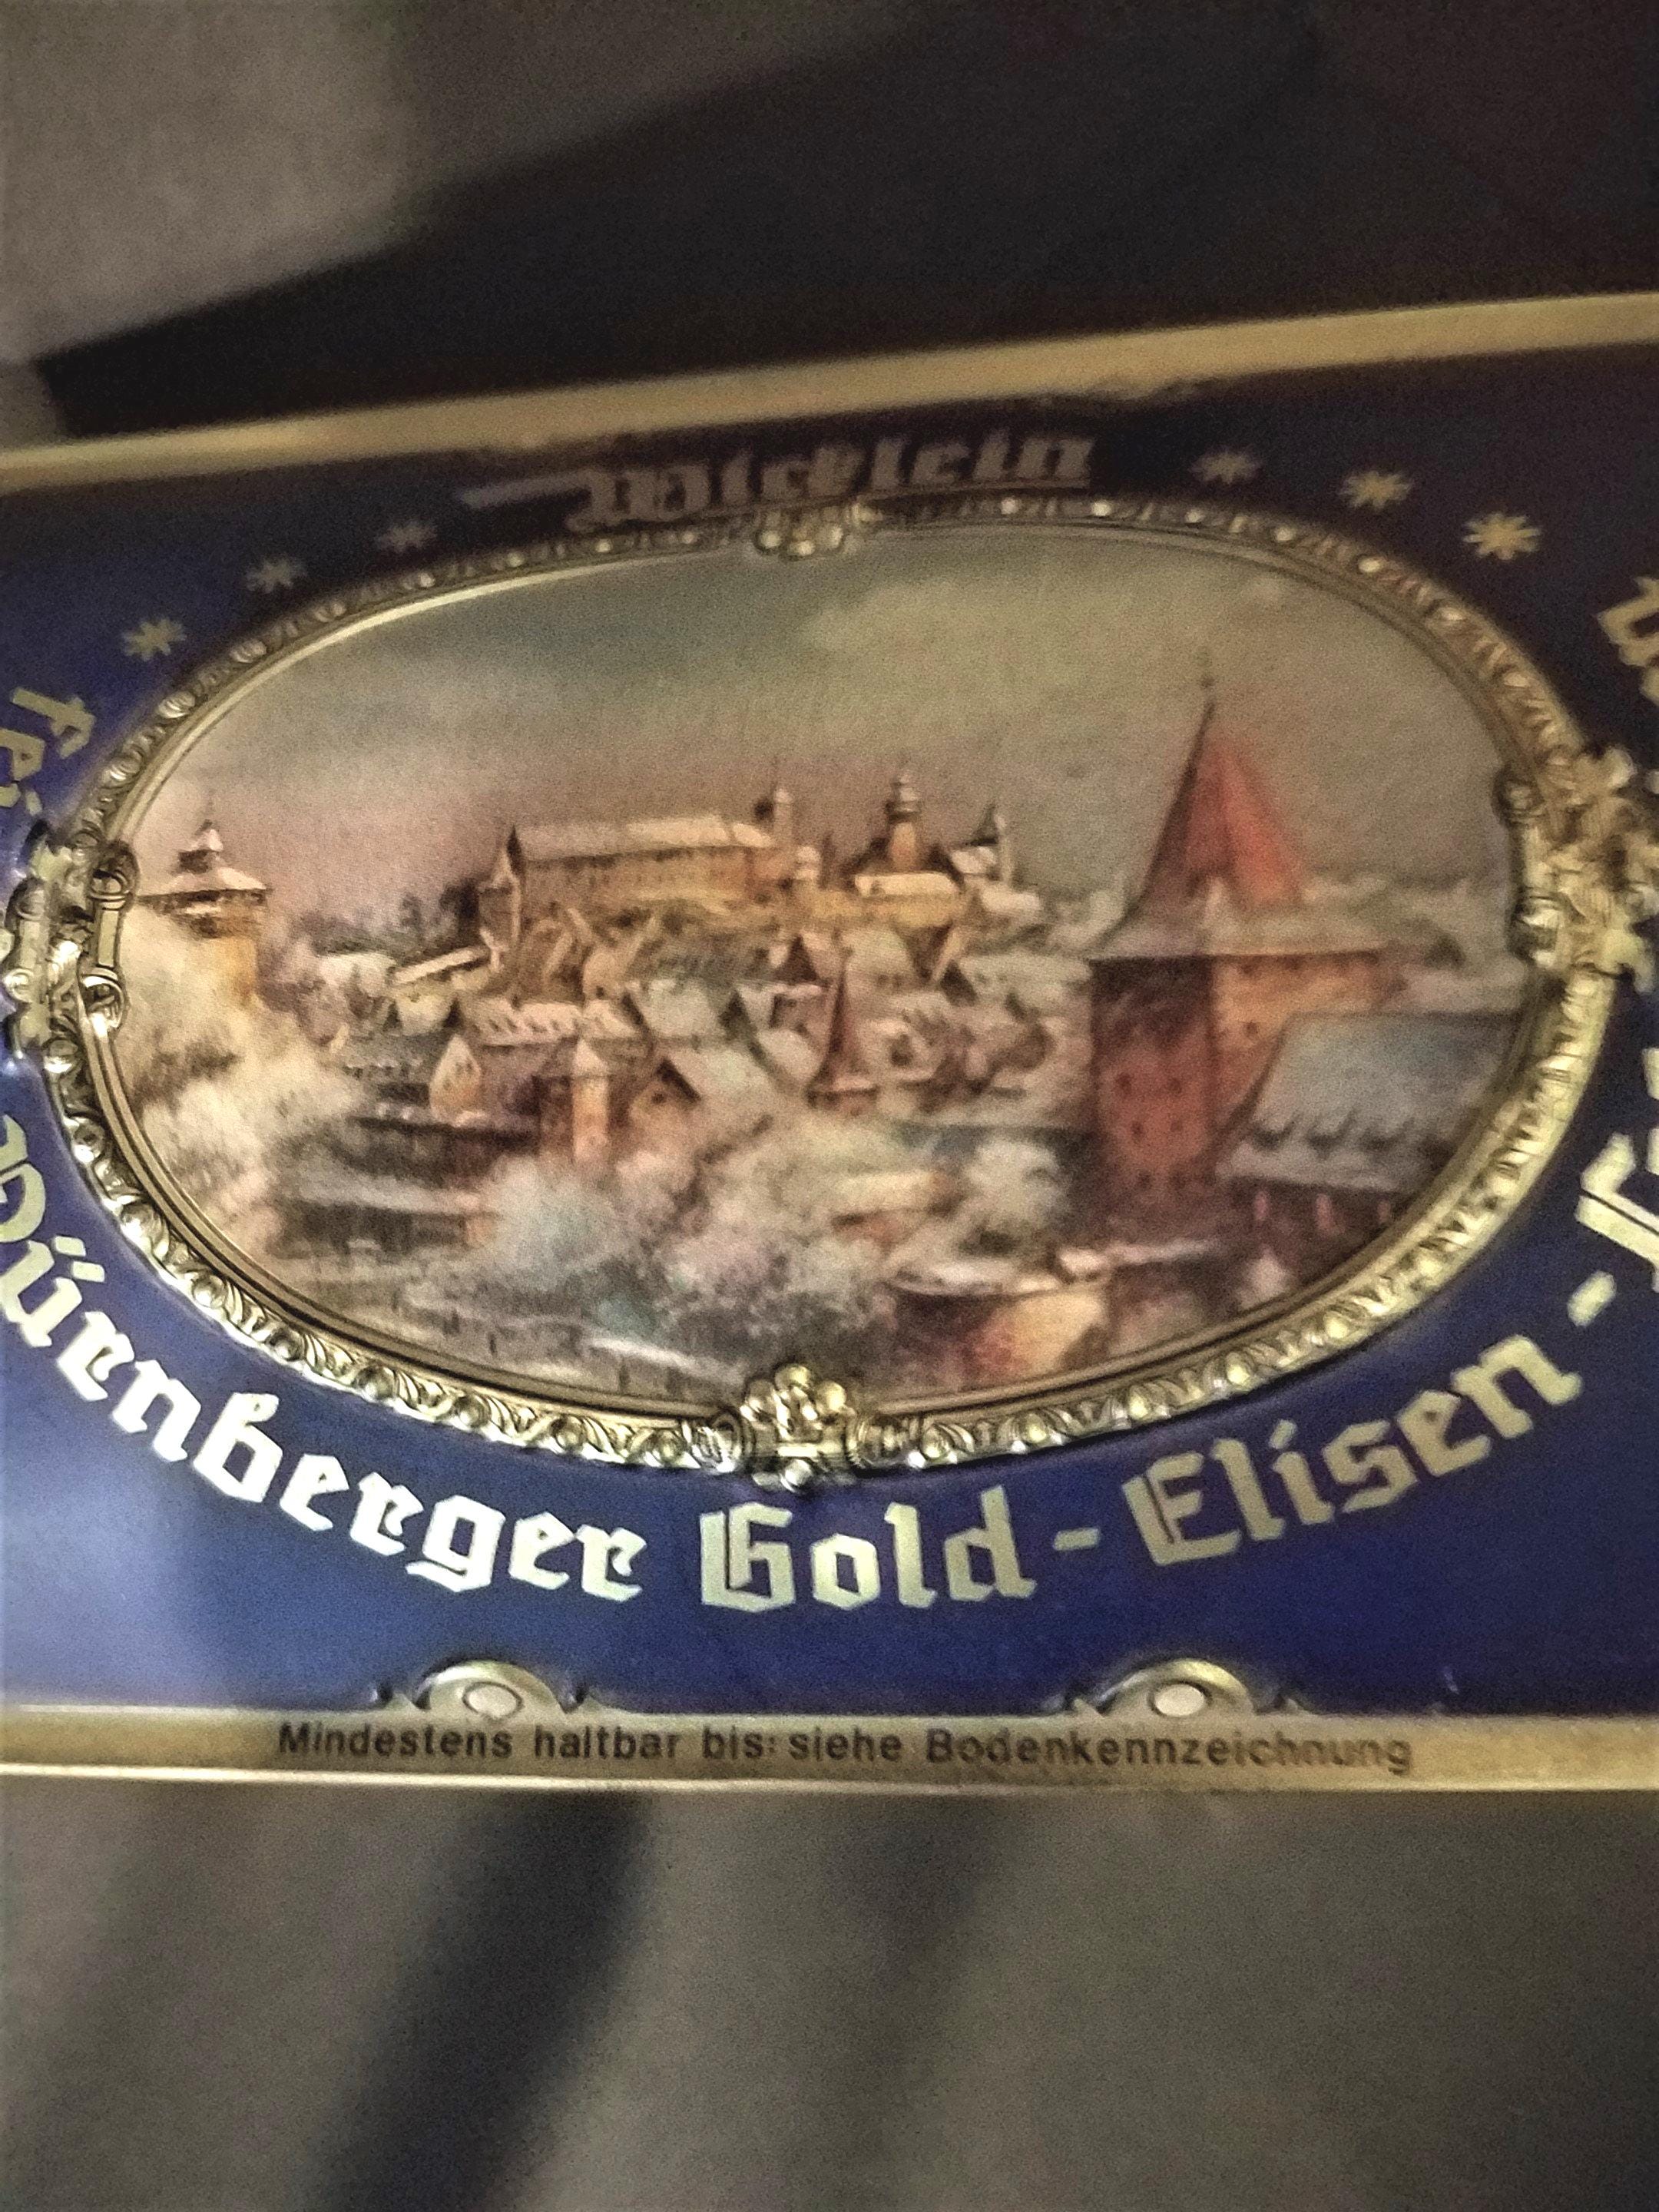 Wicklein
Nürnberger Gold-Elisen-
Mindestens haltbar bis: siehe Bodenkennzeichnung